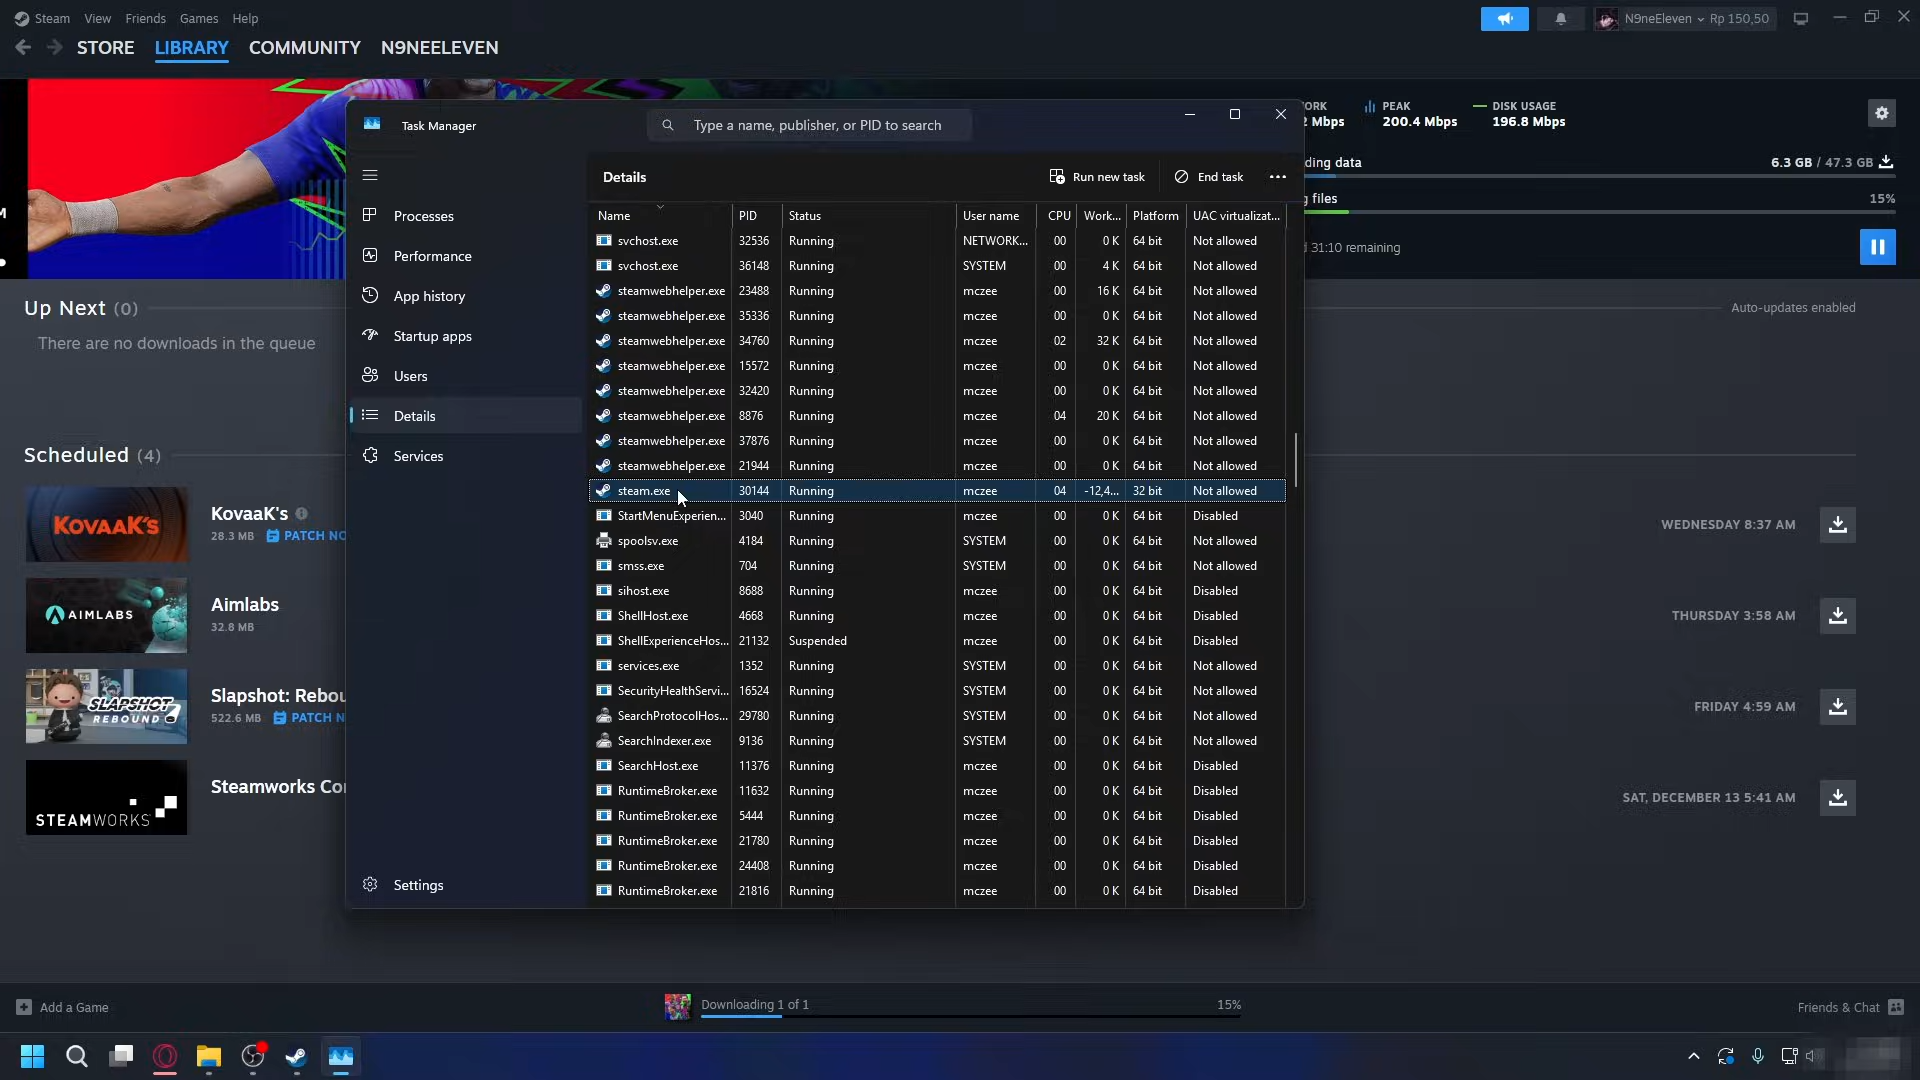 Steam View Friends Games Help
N9neEleven Rp 150,50
STORE LIBRARY COMMUNITY N9NEELEVEN
PEAK DISK USAGE
Mbps 200.4 Mbps 196.8 Mbps
6.3 GB / 47.3 GB
files 15%
31:10 remaining
Up Next (0)
Auto-updates enabled
There are no downloads in the queue
Scheduled (4)
KOVAAK'S
KovaaK's
28.3 MB PATCH NO
WEDNESDAY 8:37 AM
AIMLABS
Aimlabs
32.8 MB
THURSDAY 3:58 AM
SLAPSHOT REBOUND
Slapshot: Rebou
522.6 MB PATCH N
FRIDAY 4:59 AM
STEAMWORKS
Steamworks Co
SAT, DECEMBER 13 5:41 AM
Task Manager
Type a name, publisher, or PID to search
Processes
Performance
App history
Startup apps
Users
Details
Services
Settings
Details Run new task End task
Name PID Status User name CPU Work... Platform UAC virtualizat...
svchost.exe 32536 Running NETWORK... 00 0 K 64 bit Not allowed
svchost.exe 36148 Running SYSTEM 00 4 K 64 bit Not allowed
steamwebhelper.exe 23488 Running mczee 00 16 K 64 bit Not allowed
steamwebhelper.exe 35336 Running mczee 00 0 K 64 bit Not allowed
steamwebhelper.exe 34760 Running mczee 02 32 K 64 bit Not allowed
steamwebhelper.exe 15572 Running mczee 00 0 K 64 bit Not allowed
steamwebhelper.exe 32420 Running mczee 00 0 K 64 bit Not allowed
steamwebhelper.exe 8876 Running mczee 04 20 K 64 bit Not allowed
steamwebhelper.exe 37876 Running mczee 00 0 K 64 bit Not allowed
steamwebhelper.exe 21944 Running mczee 00 0 K 64 bit Not allowed
steam.exe 30144 Running mczee 04 -12,4... 32 bit Not allowed
StartMenuExperien... 3040 Running mczee 00 0 K 64 bit Disabled
spoolsv.exe 4184 Running SYSTEM 00 0 K 64 bit Not allowed
smss.exe 704 Running SYSTEM 00 0 K 64 bit Not allowed
sihost.exe 8688 Running mczee 00 0 K 64 bit Disabled
ShellHost.exe 4668 Running mczee 00 0 K 64 bit Disabled
ShellExperienceHos... 21132 Suspended mczee 00 0 K 64 bit Disabled
services.exe 1352 Running SYSTEM 00 0 K 64 bit Not allowed
SecurityHealthServi... 16524 Running SYSTEM 00 0 K 64 bit Not allowed
SearchProtocolHos... 29780 Running SYSTEM 00 0 K 64 bit Not allowed
SearchIndexer.exe 9136 Running SYSTEM 00 0 K 64 bit Not allowed
SearchHost.exe 11376 Running mczee 00 0 K 64 bit Disabled
RuntimeBroker.exe 11632 Running mczee 00 0 K 64 bit Disabled
RuntimeBroker.exe 5444 Running mczee 00 0 K 64 bit Disabled
RuntimeBroker.exe 21780 Running mczee 00 0 K 64 bit Disabled
RuntimeBroker.exe 24408 Running mczee 00 0 K 64 bit Disabled
RuntimeBroker.exe 21816 Running mczee 00 0 K 64 bit Disabled
Add a Game
Downloading 1 of 1 15%
Friends & Chat